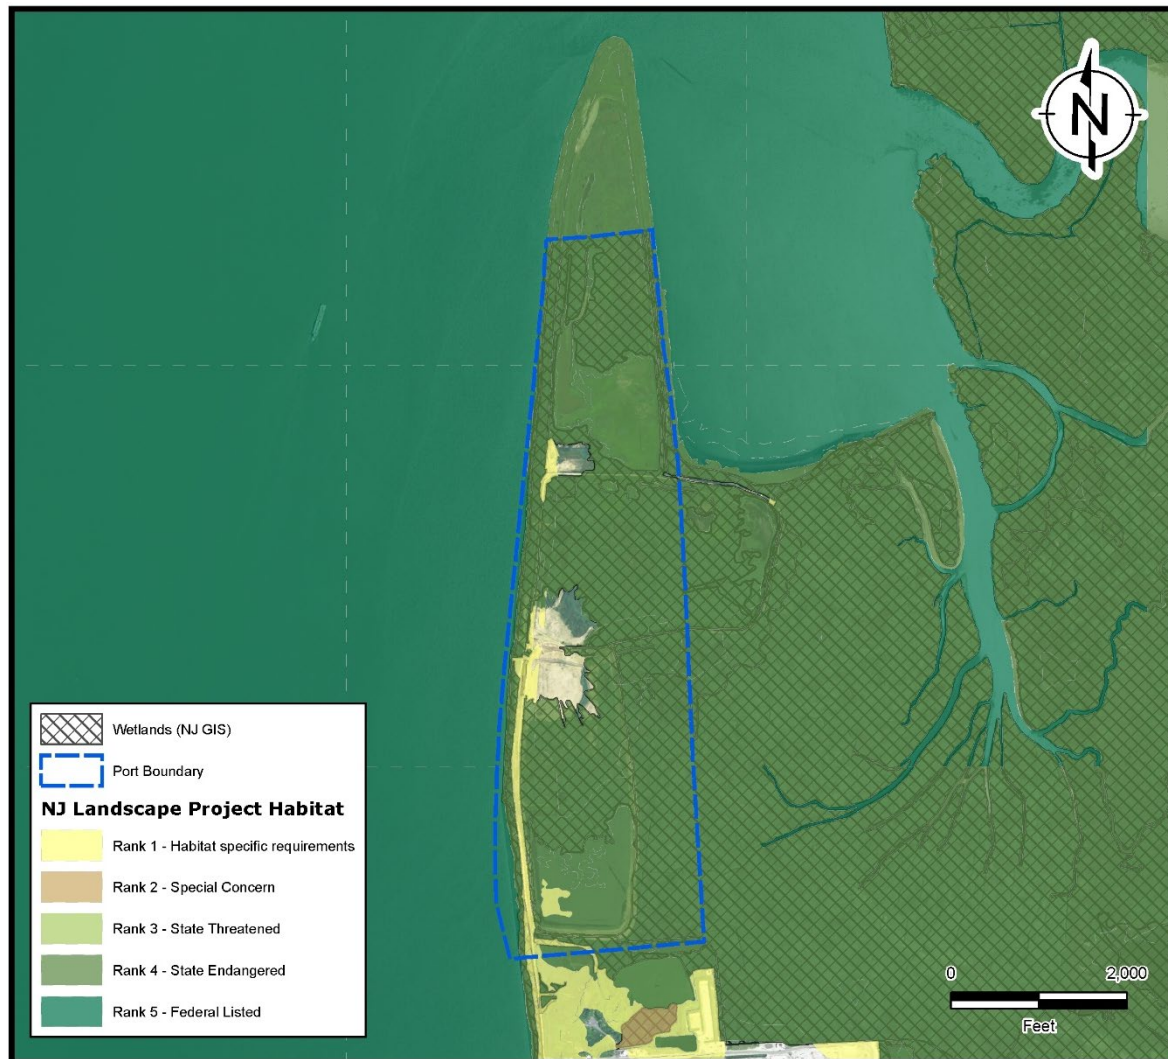 N
Wetlands (NJ GIS)
Port Boundary
NJ Landscape Project Habitat
Rank 1 - Habitat specific requirements
Rank 2 - Special Concern
Rank 3 - State Threatened
Rank 4 - State Endangered
Rank 5 - Federal Listed
0 2,000
Feet